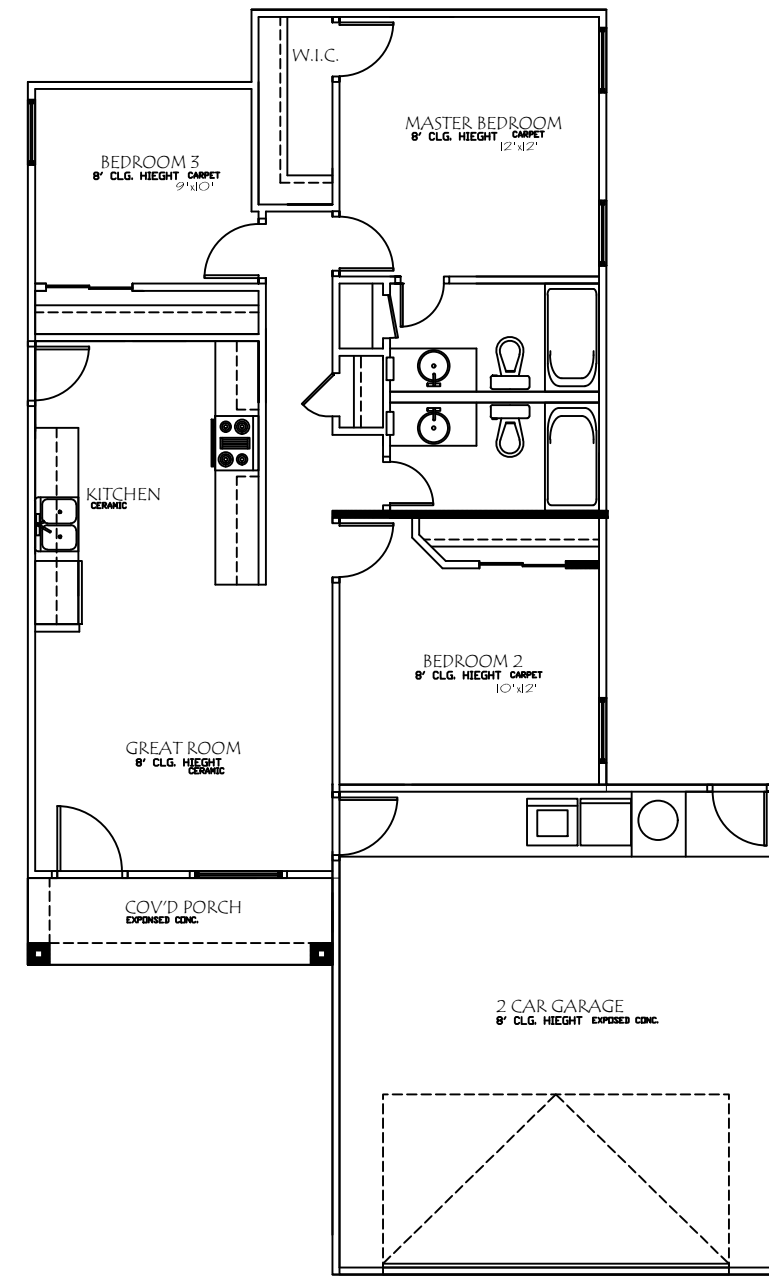 W.I.C.
MASTER BEDROOM
8' CLG. HIEGHT CARPET
12'x12'
BEDROOM 3
8' CLG. HIEGHT CARPET
9'x10'
KITCHEN
CERAMIC
BEDROOM 2
8' CLG. HIEGHT CARPET
10'x12'
GREAT ROOM
8' CLG. HIEGHT
CERAMIC
COV'D PORCH
EXPONSED CONC.
2 CAR GARAGE
8' CLG. HIEGHT EXPOSED CONC.